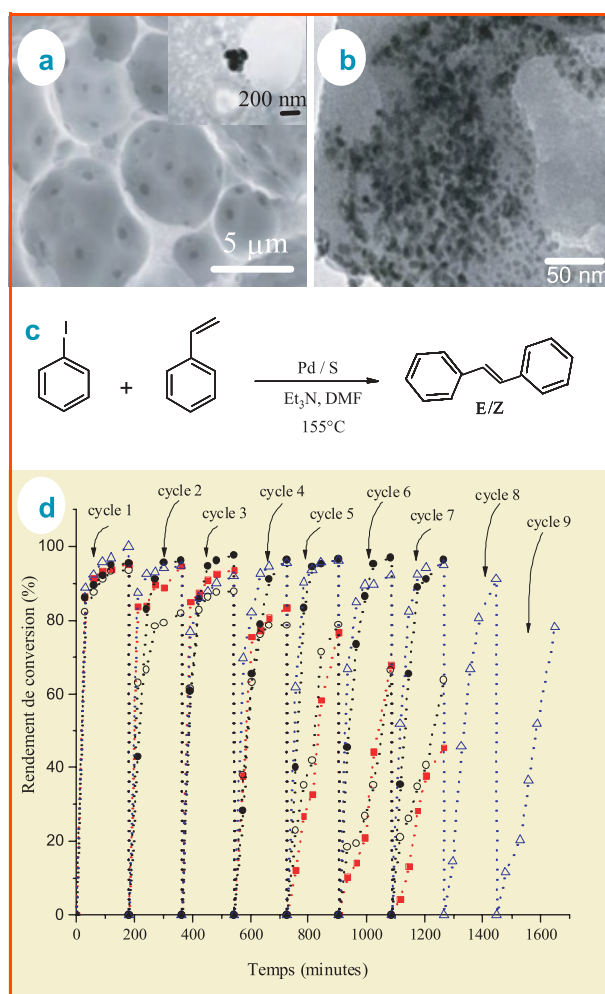 a
200 nm
5 µm
b
50 nm
c
I
+
Pd / S
Et₃N, DMF
155°C
E/Z
d
cycle 1
cycle 2
cycle 3
cycle 4
cycle 5
cycle 6
cycle 7
cycle 8
cycle 9
Rendement de conversion (%)
100
80
60
40
20
0
0 200 400 600 800 1000 1200 1400 1600
Temps (minutes)